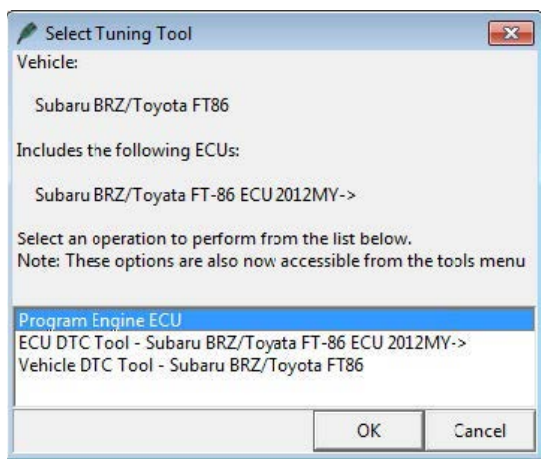 Select Tuning Tool
Vehicle:
Subaru BRZ/Toyota FT86
Includes the following ECUs:
Subaru BRZ/Toyata FT-86 ECU 2012MY->
Select an operation to perform from the list below.
Note: These options are also now accessible from the tools menu
Program Engine ECU
ECU DTC Tool - Subaru BRZ/Toyata FT-86 ECU 2012MY->
Vehicle DTC Tool - Subaru BRZ/Toyota FT86
OK Cancel